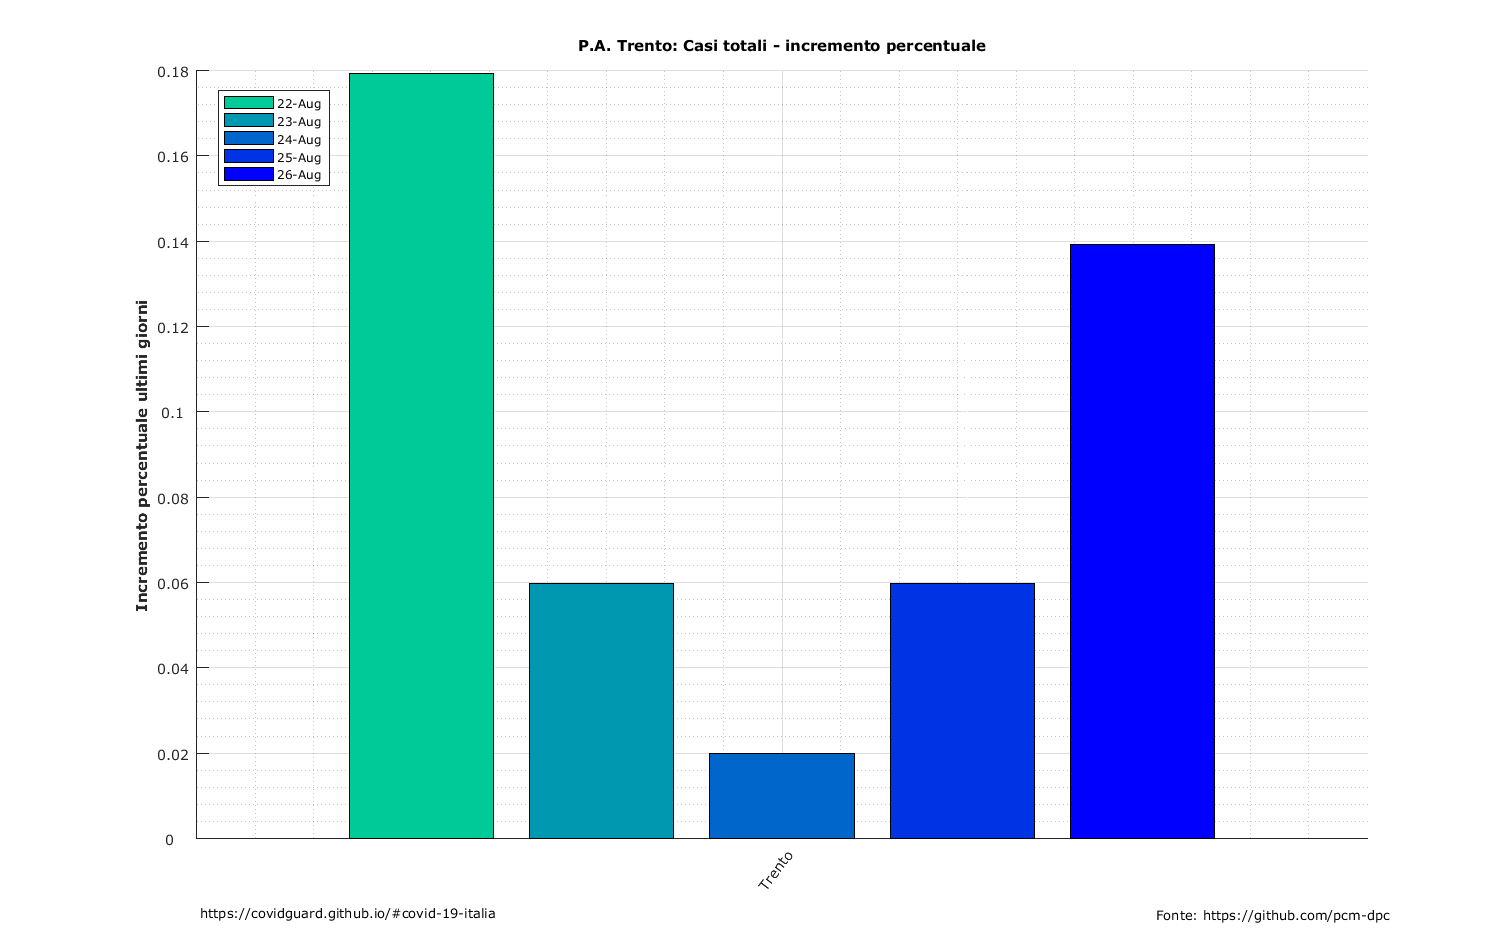 P.A. Trento: Casi totali - incremento percentuale
0.18
0.16
0.14
0.12
0.1
0.08
0.06
0.04
0.02
0
22-Aug
23-Aug
24-Aug
25-Aug
26-Aug
Incremento percentuale ultimi giorni
Trento
https://covidguard.github.io/#covid-19-italia
Fonte: https://github.com/pcm-dpc